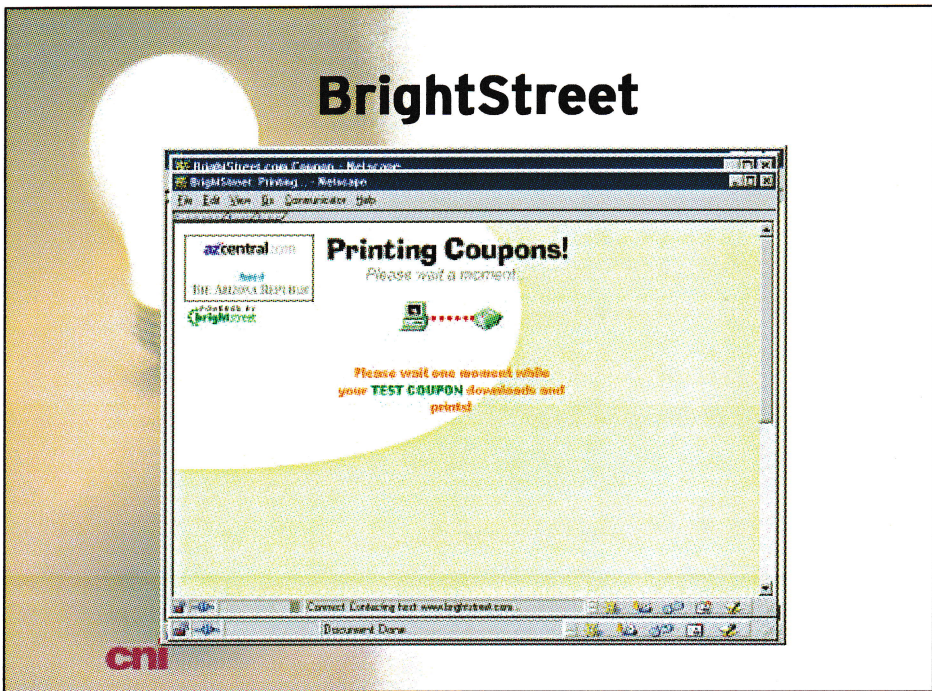 BrightStreet
BrightStreet.com Coupon - Netscape
BrightStreet Printing... - Netscape
File Edit View Go Communicator Help
azcentral.com
THE ARIZONA REPUBLIC
POWERED BY
brightstreet
Printing Coupons!
Please wait a moment
Please wait one moment while
your TEST COUPON downloads and
prints!
Connect: Contacting host www.brightstreet.com...
Document Done
cni